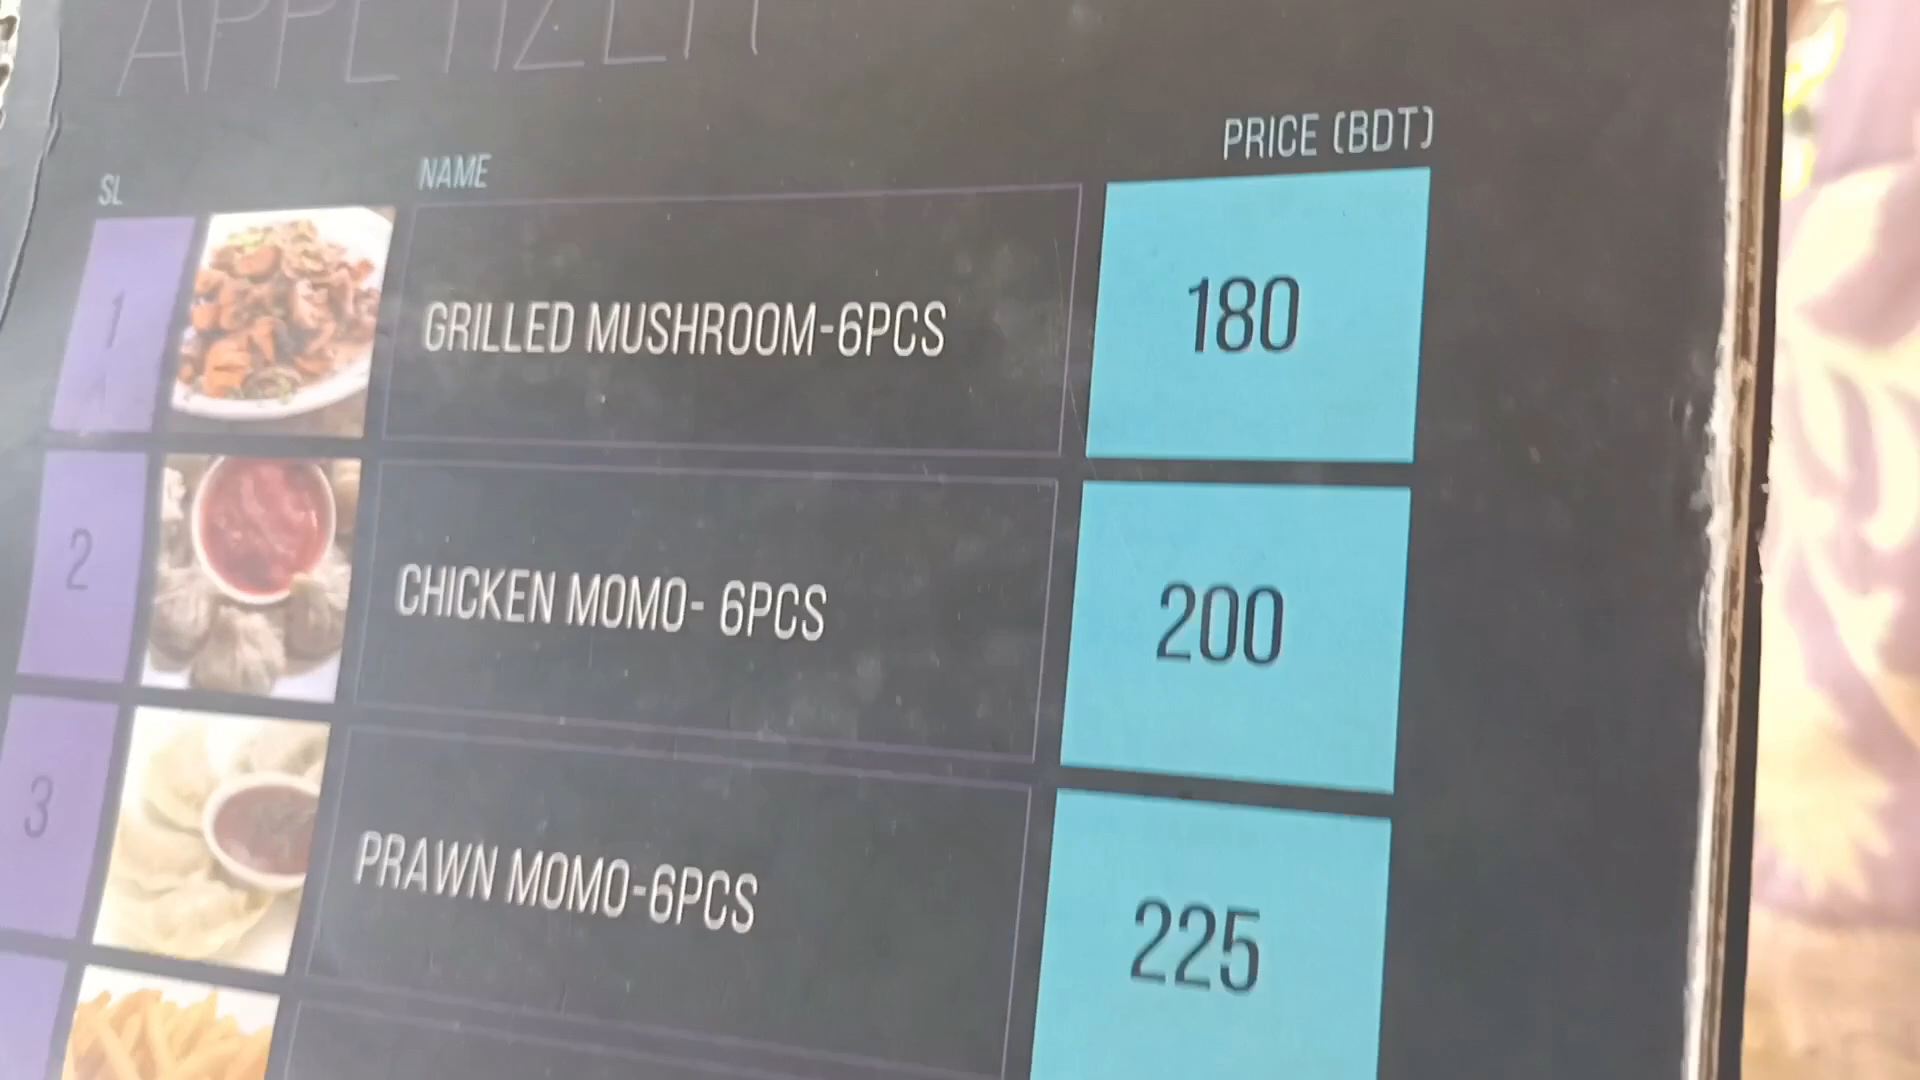 APPETIZER
SL NAME PRICE (BDT)
1 GRILLED MUSHROOM-6PCS 180
2 CHICKEN MOMO- 6PCS 200
3 PRAWN MOMO-6PCS 225